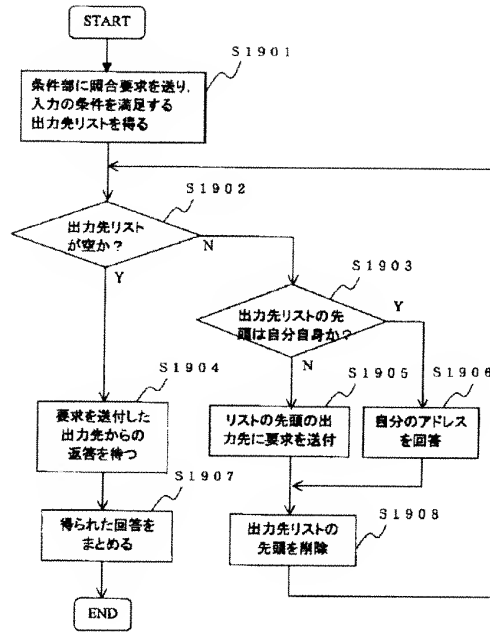 START
S1901
条件部に照合要求を送り,
入力の条件を満足する
出力先リストを得る
S1902
出力先リスト
が空か？
N
Y
S1903
出力先リストの先
頭は自分自身か？
Y
N
S1904
要求を送付した
出力先からの
返答を待つ
S1905
リストの先頭の出
力先に要求を送付
S1906
自分のアドレス
を回答
S1907
得られた回答を
まとめる
S1908
出力先リストの
先頭を削除
END